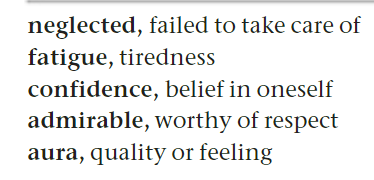 neglected, failed to take care of
fatigue, tiredness
confidence, belief in oneself
admirable, worthy of respect
aura, quality or feeling